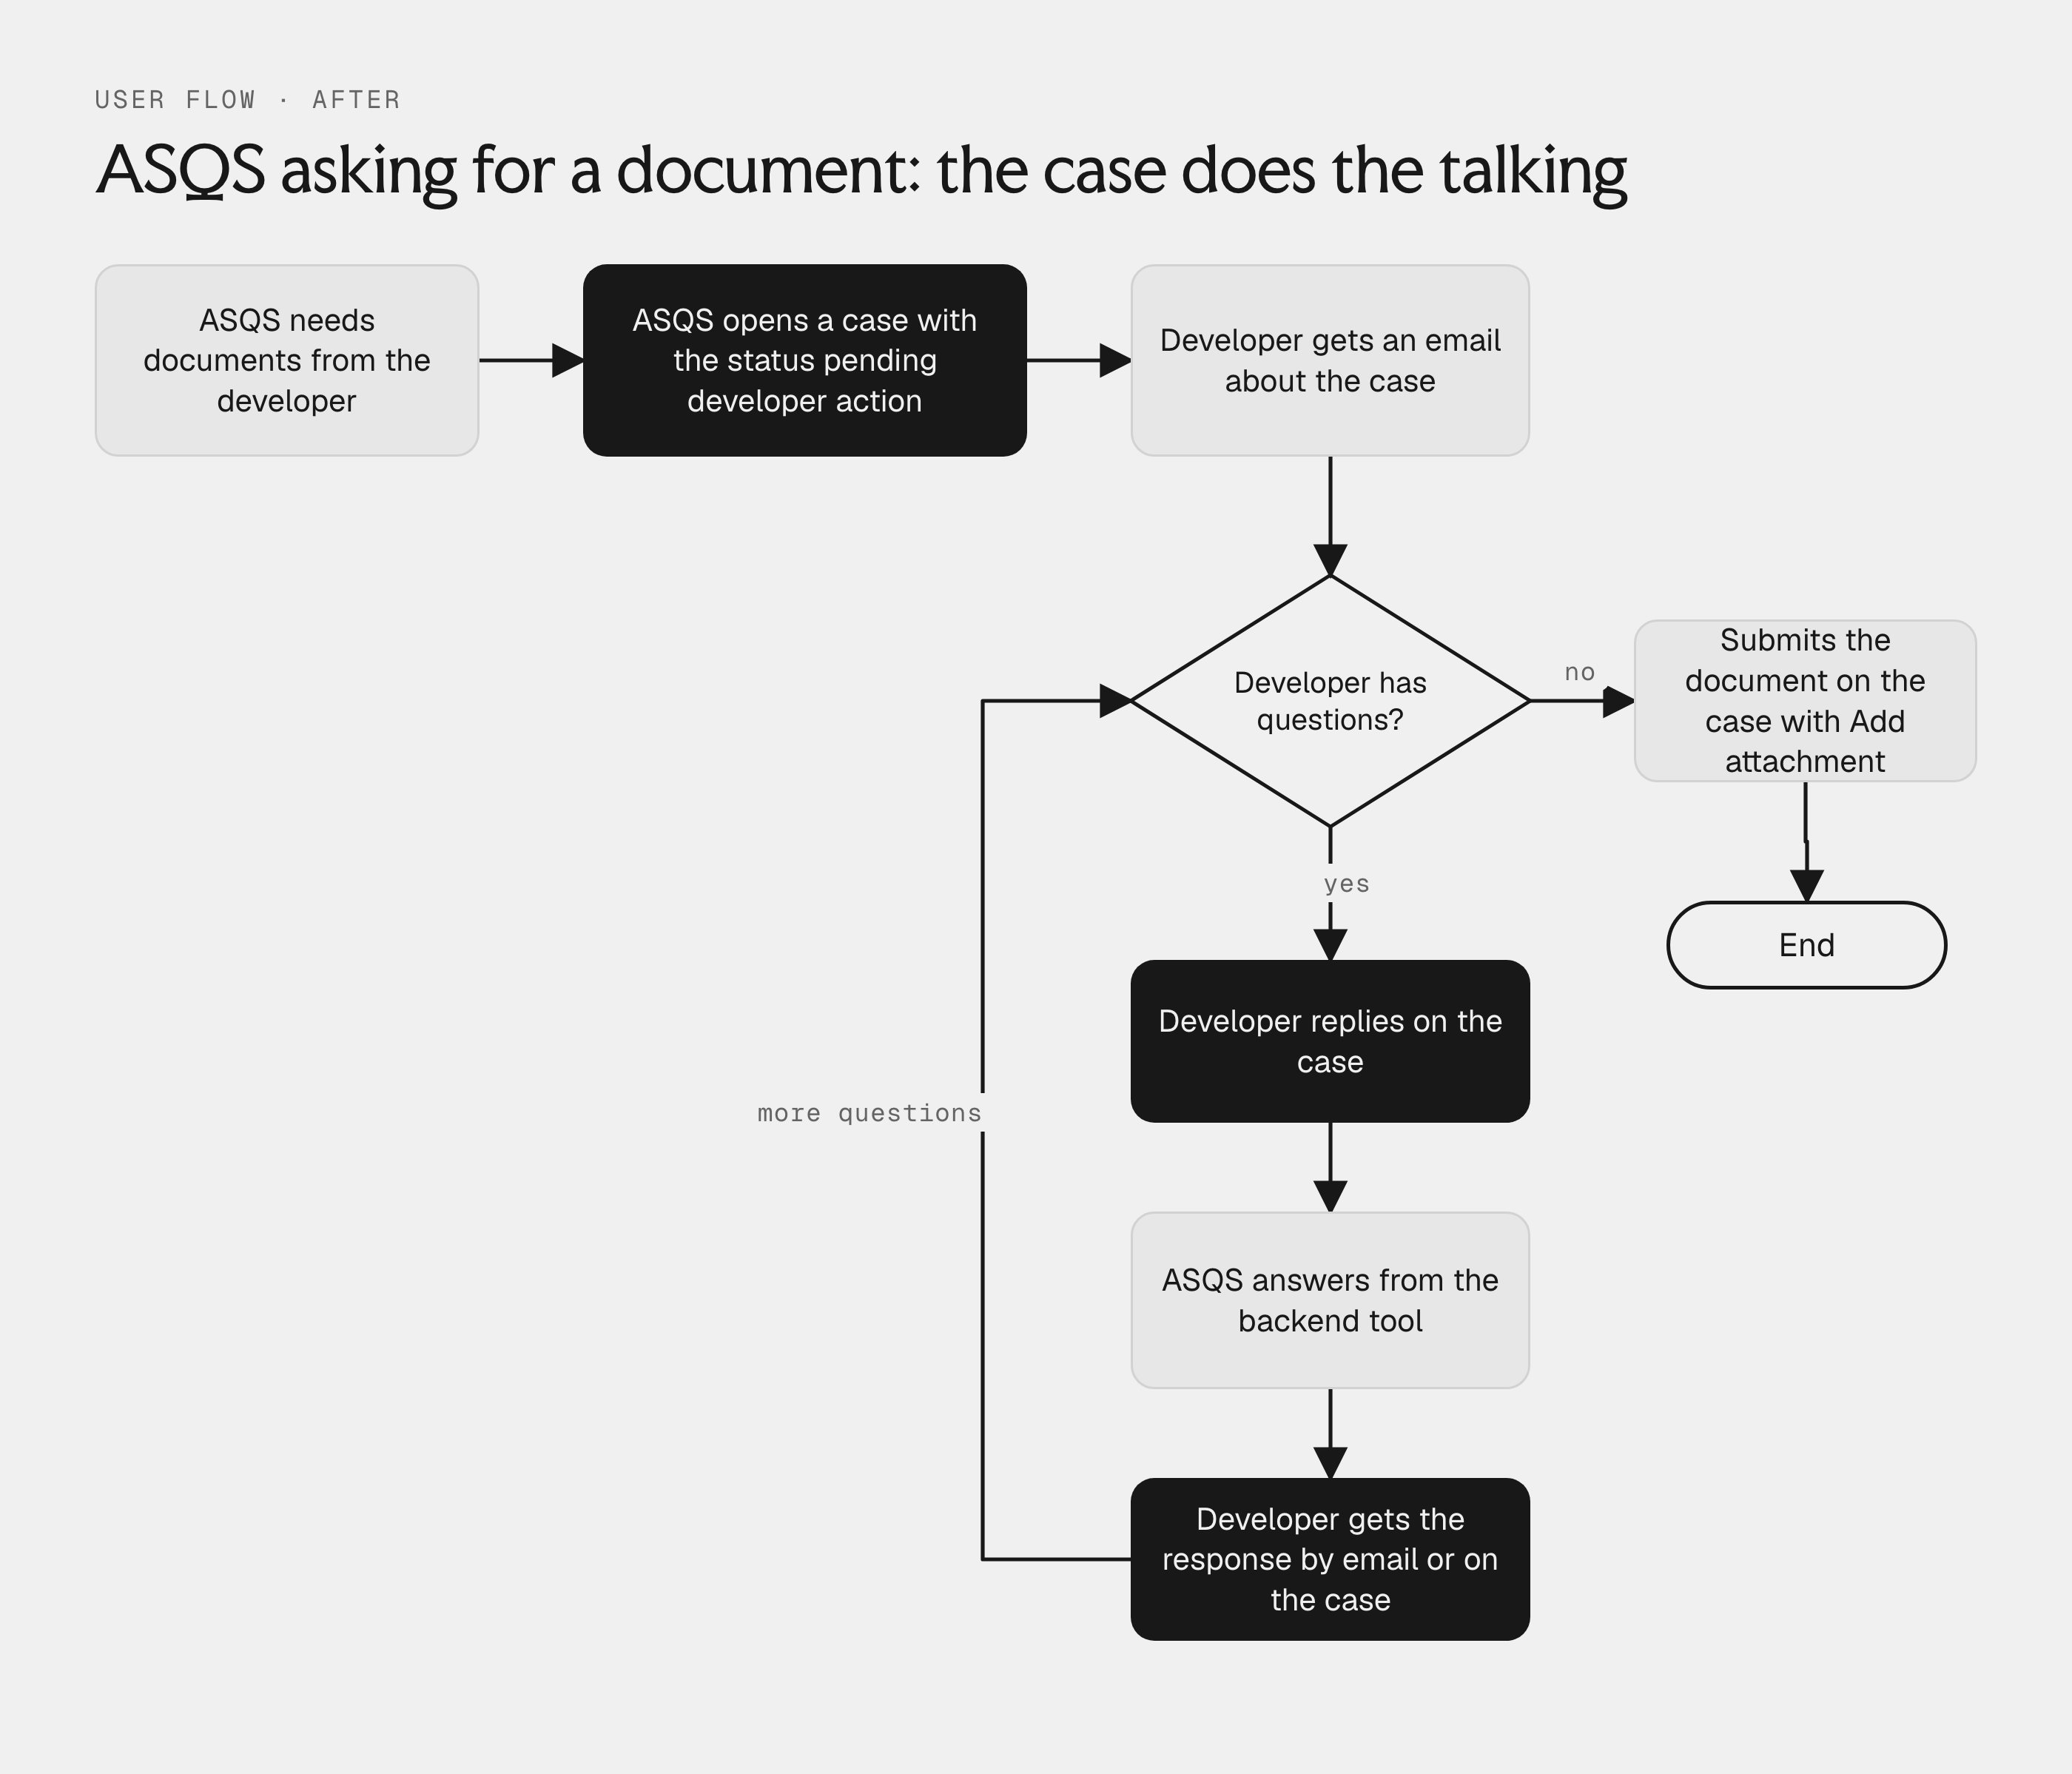 USER FLOW · AFTER
ASQS asking for a document: the case does the talking
ASQS needs
documents from the
developer
ASQS opens a case with
the status pending
developer action
Developer gets an email
about the case
Developer has
questions?
no
Submits the
document on the
case with Add
attachment
yes
End
Developer replies on the
case
more questions
ASQS answers from the
backend tool
Developer gets the
response by email or on
the case